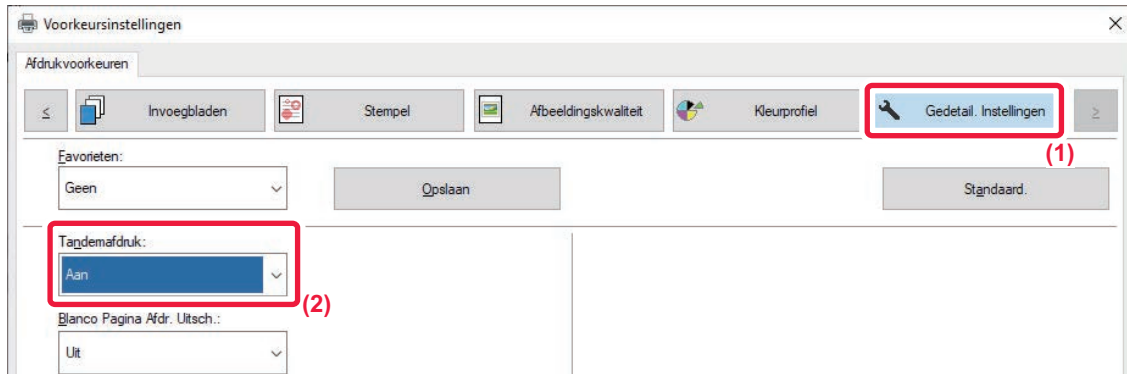 Voorkeursinstellingen
Afdrukvoorkeuren
< Invoegbladen Stempel Afbeeldingskwaliteit Kleurprofiel Gedetail. Instellingen >
(1)
Favorieten:
Geen Opslaan Standaard.
Tandemafdruk:
Aan
(2)
Blanco Pagina Afdr. Uitsch.:
Uit